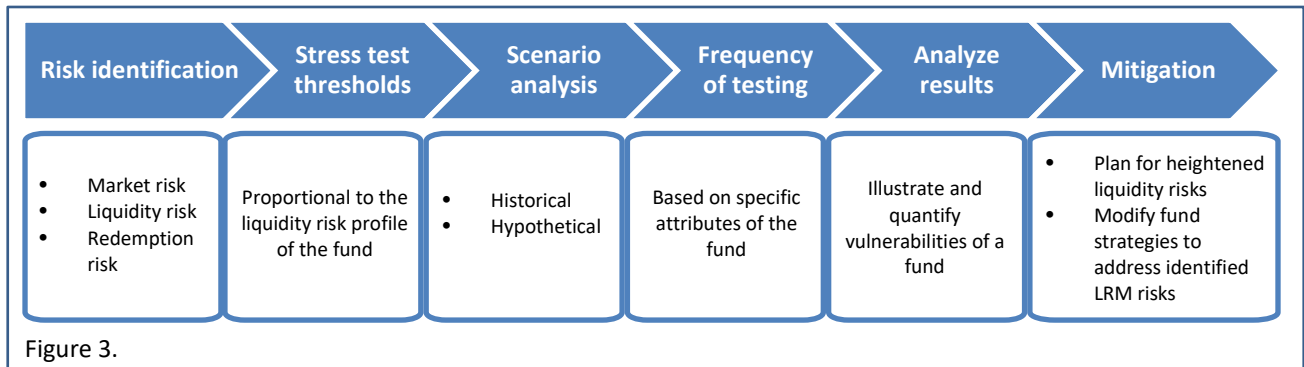 Risk identification
Stress test
thresholds
Scenario
analysis
Frequency
of testing
Analyze
results
Mitigation
• Market risk
• Liquidity risk
• Redemption
risk
Proportional to the
liquidity risk profile
of the fund
• Historical
• Hypothetical
Based on specific
attributes of the
fund
Illustrate and
quantify
vulnerabilities of a
fund
• Plan for heightened
liquidity risks
• Modify fund
strategies to
address identified
LRM risks
Figure 3.